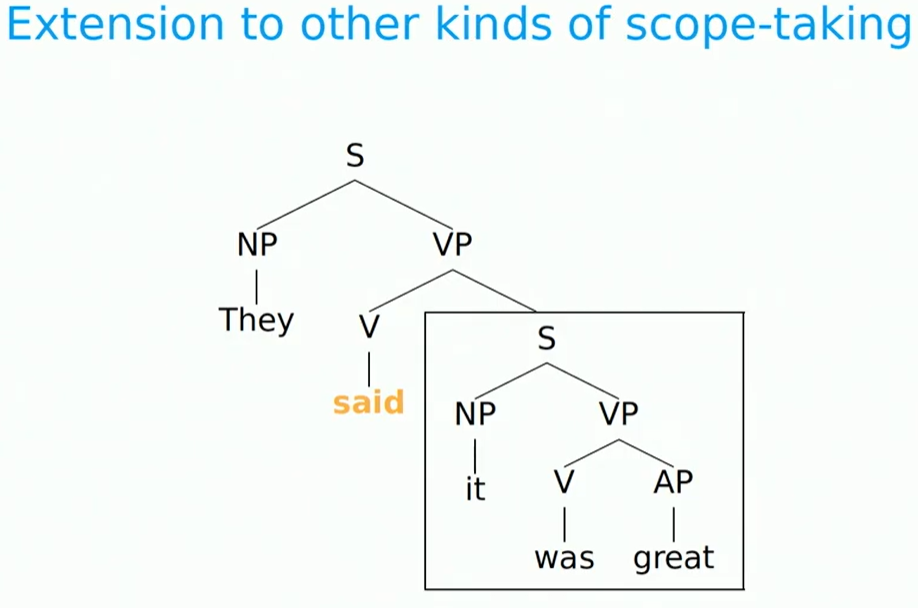 Extension to other kinds of scope-taking
S
NP VP
They V
S
said NP VP
it V AP
was great